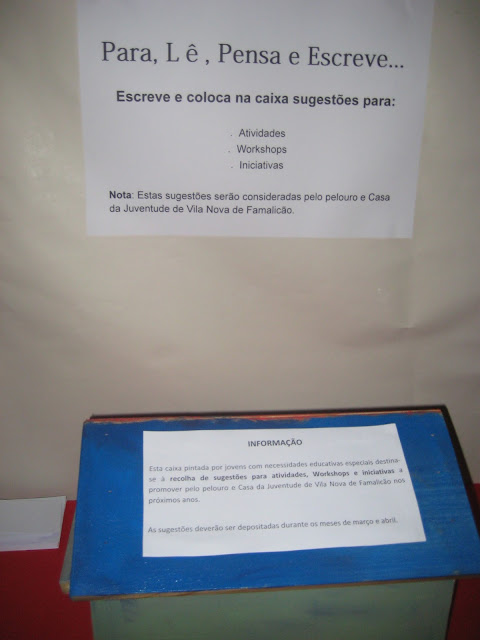 Para, L ê , Pensa e Escreve...
Escreve e coloca na caixa sugestões para:
. Atividades
. Workshops
. Iniciativas
Nota: Estas sugestões serão consideradas pelo pelouro e Casa
da Juventude de Vila Nova de Famalicão.
INFORMAÇÃO
Esta caixa pintada por jovens com necessidades educativas especiais destina-
se à recolha de sugestões para atividades, Workshops e iniciativas a
promover pelo pelouro e Casa da Juventude de Vila Nova de Famalicão nos
próximos anos.
As sugestões deverão ser depositadas durante os meses de março e abril.